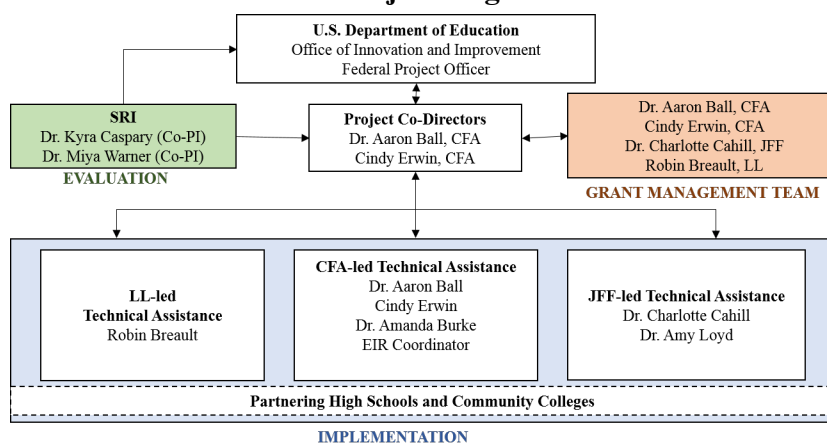 U.S. Department of Education
Office of Innovation and Improvement
Federal Project Officer
SRI
Dr. Kyra Caspary (Co-PI)
Dr. Miya Warner (Co-PI)
EVALUATION
Project Co-Directors
Dr. Aaron Ball, CFA
Cindy Erwin, CFA
Dr. Aaron Ball, CFA
Cindy Erwin, CFA
Dr. Charlotte Cahill, JFF
Robin Breault, LL
GRANT MANAGEMENT TEAM
LL-led
Technical Assistance
Robin Breault
CFA-led Technical Assistance
Dr. Aaron Ball
Cindy Erwin
Dr. Amanda Burke
EIR Coordinator
JFF-led Technical Assistance
Dr. Charlotte Cahill
Dr. Amy Loyd
Partnering High Schools and Community Colleges
IMPLEMENTATION